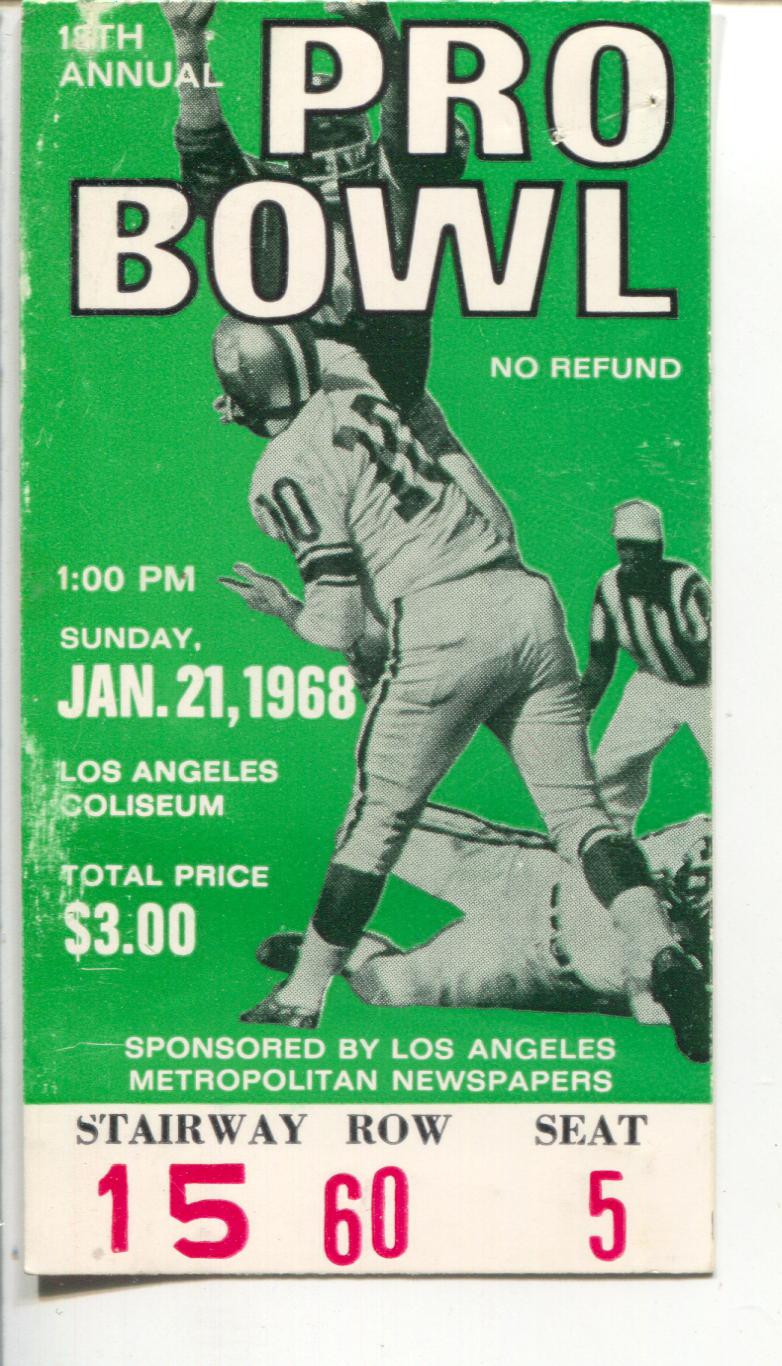 18TH
ANNUAL
PRO
BOWL
NO REFUND
10
1:00 PM
SUNDAY,
JAN. 21, 1968
LOS ANGELES
COLISEUM
TOTAL PRICE
$3.00
SPONSORED BY LOS ANGELES
METROPOLITAN NEWSPAPERS
STAIRWAY ROW SEAT
15 60 5